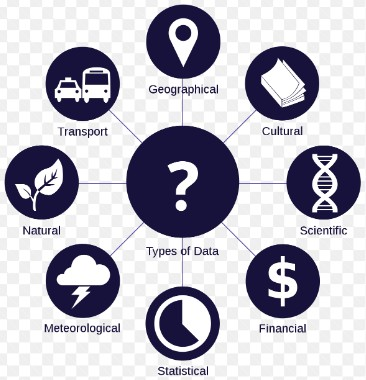 Geographical
Transport
Cultural
?
Natural
Scientific
Types of Data
Meteorological
$
Financial
Statistical